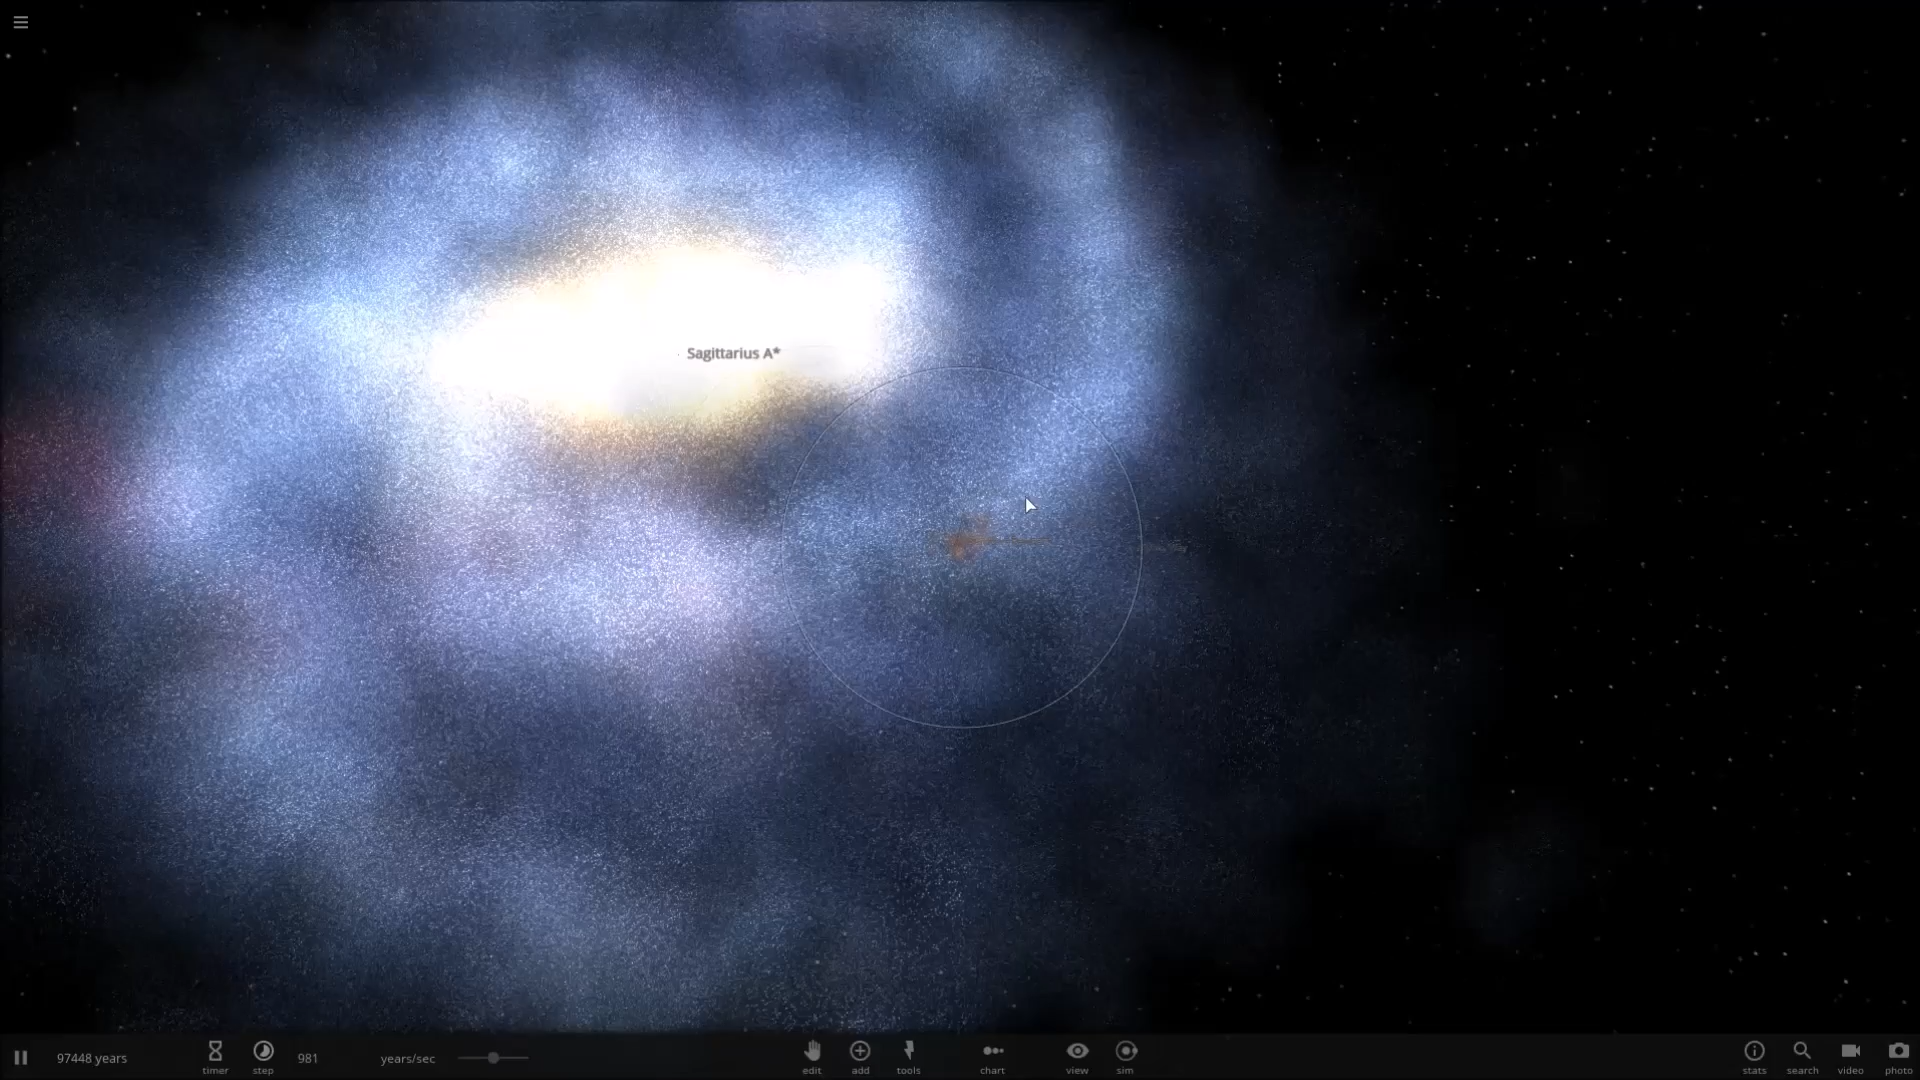 Sagittarius A*
97448 years
timer
step
981
years/sec
edit
add
tools
chart
view
sim
stats
search
video
photo